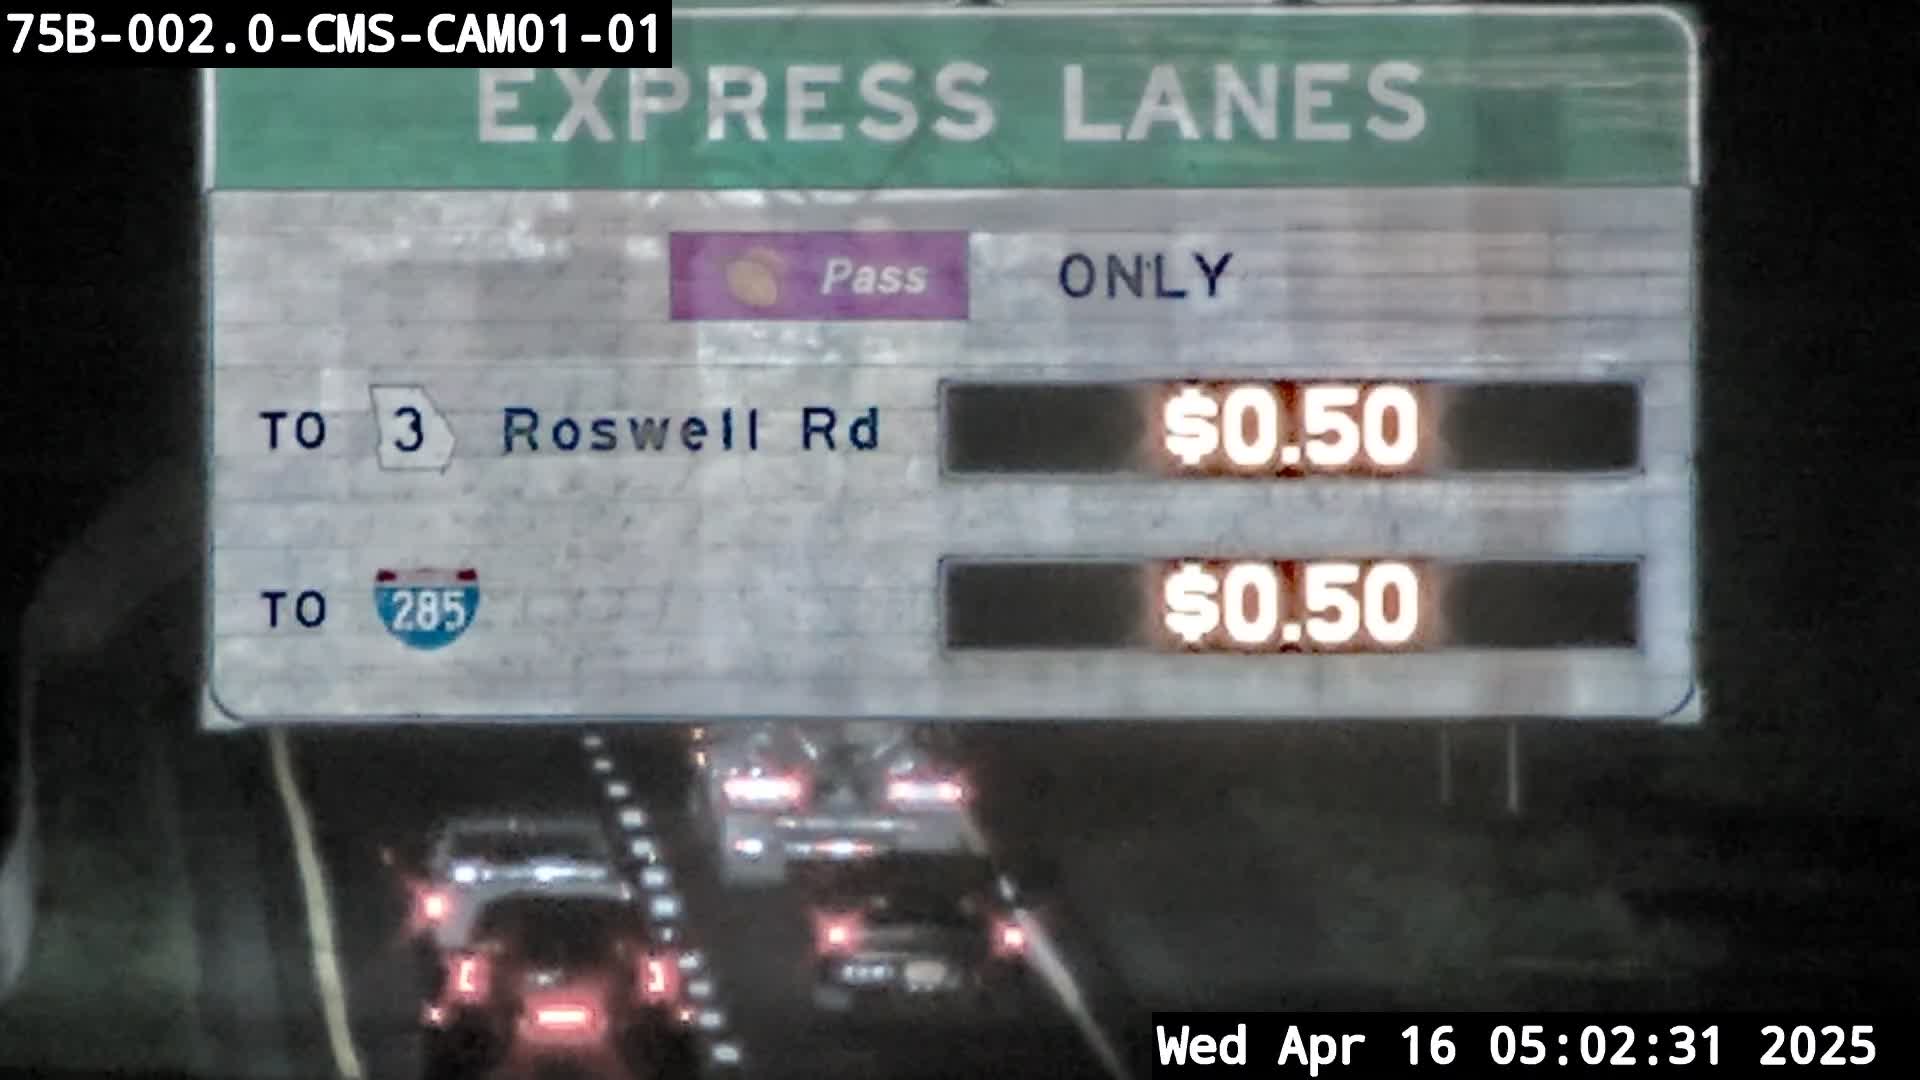 75B-002.0-CMS-CAM01-01
EXPRESS LANES
Pass ONLY
TO 3 Roswell Rd $0.50
TO 285 $0.50
Wed Apr 16 05:02:31 2025